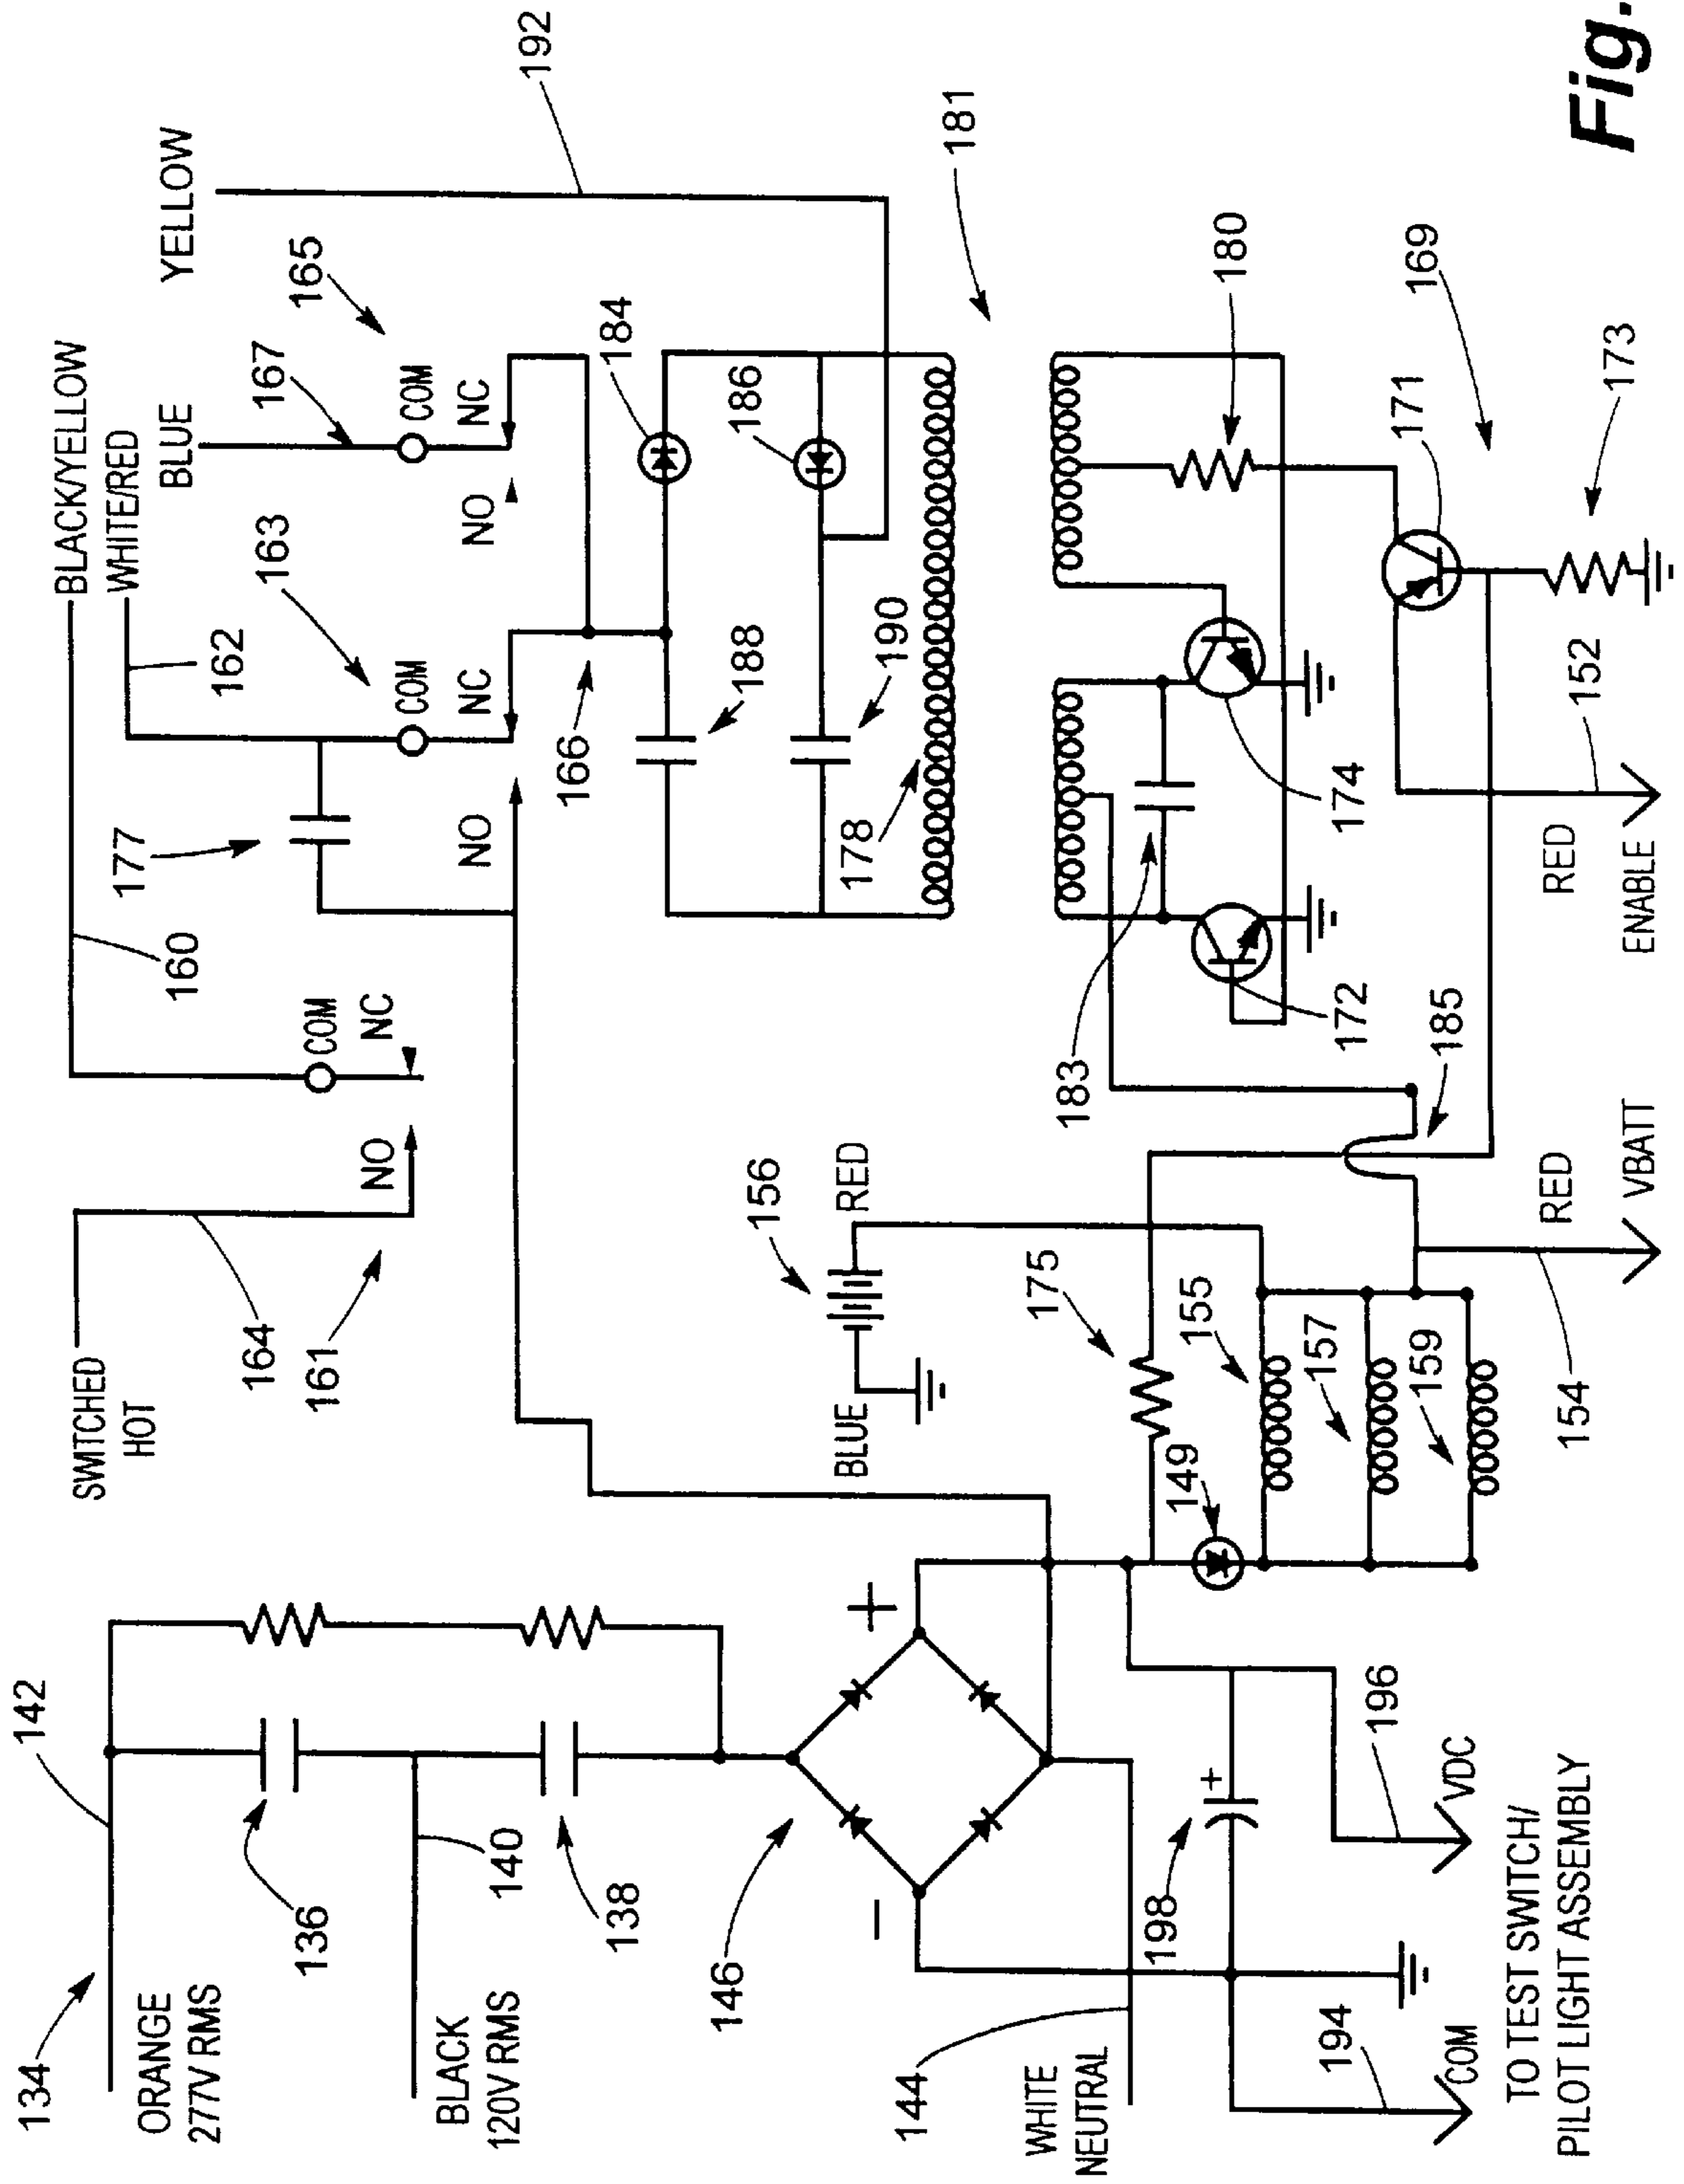 134
142
ORANGE
277V RMS
136
BLACK
120V RMS
140
138
146
−
+
WHITE
NEUTRAL
144
198
+
194
COM
196
VDC
TO TEST SWITCH/
PILOT LIGHT ASSEMBLY
SWITCHED
HOT
164
161
NO
COM
NC
160
177
162
BLACK/YELLOW
WHITE/RED
BLUE
YELLOW
163
COM
NC
NO
167
165
COM
NC
NO
192
166
184
186
188
190
178
181
156
RED
BLUE
175
149
155
157
159
154
RED
VBATT
185
183
172
174
180
169
171
173
152
RED
ENABLE
Fig.